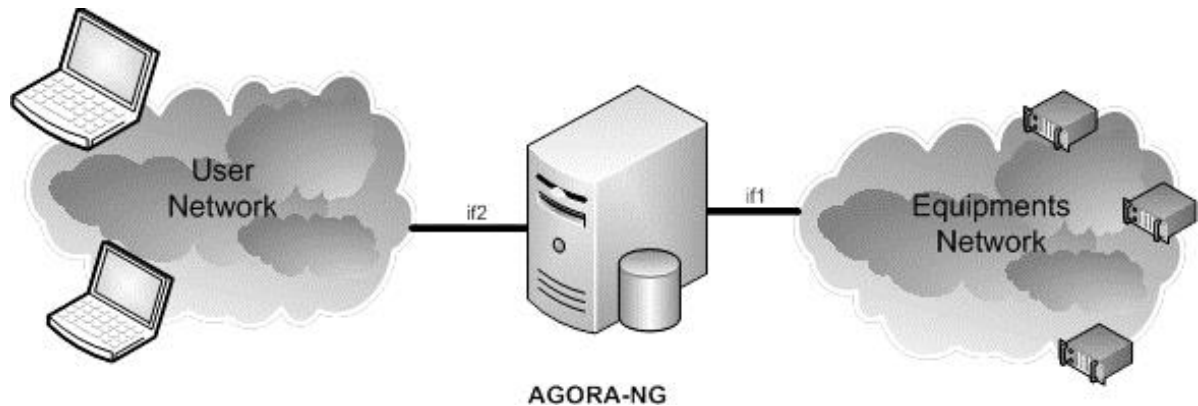 User
Network
if2
if1
Equipments
Network
AGORA-NG